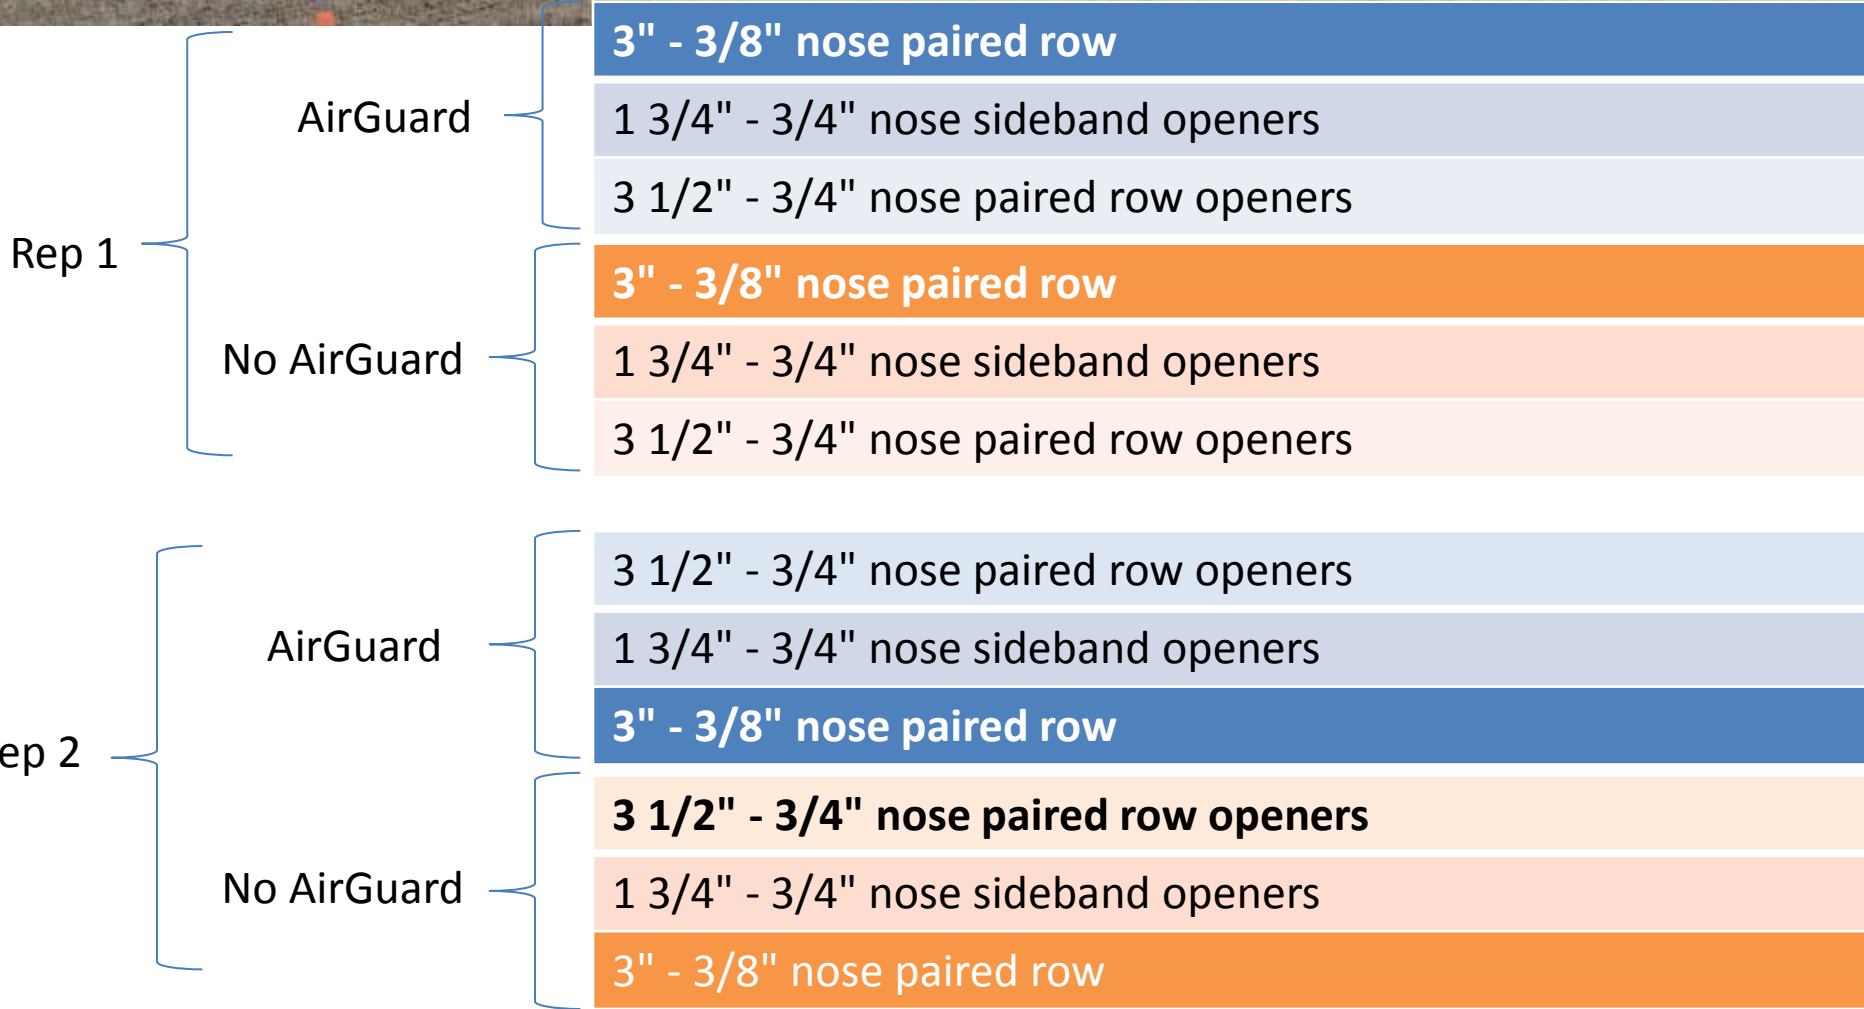 3" - 3/8" nose paired row
AirGuard
1 3/4" - 3/4" nose sideband openers
3 1/2" - 3/4" nose paired row openers
Rep 1
3" - 3/8" nose paired row
No AirGuard
1 3/4" - 3/4" nose sideband openers
3 1/2" - 3/4" nose paired row openers
3 1/2" - 3/4" nose paired row openers
AirGuard
1 3/4" - 3/4" nose sideband openers
3" - 3/8" nose paired row
ep 2
3 1/2" - 3/4" nose paired row openers
No AirGuard
1 3/4" - 3/4" nose sideband openers
3" - 3/8" nose paired row